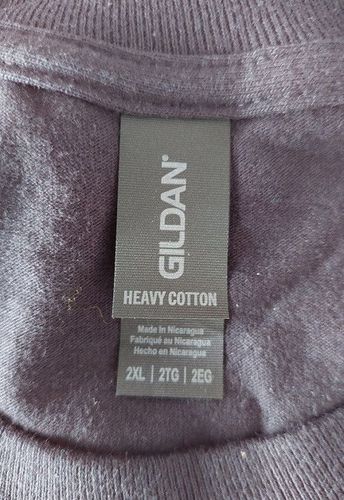 GILDAN®
HEAVY COTTON
Made in Nicaragua
Fabriqué au Nicaragua
Hecho en Nicaragua
2XL | 2TG | 2EG